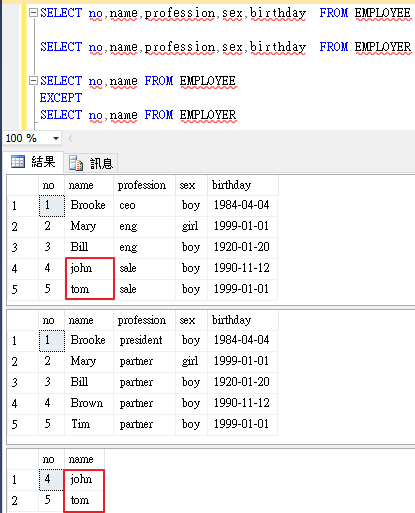 SELECT no,name,profession,sex,birthday  FROM EMPLOYEE
SELECT no,name,profession,sex,birthday  FROM EMPLOYER
SELECT no,name FROM EMPLOYEE
EXCEPT
SELECT no,name FROM EMPLOYER
100 %
結果 訊息
no name profession sex birthday
1 1 Brooke ceo boy 1984-04-04
2 2 Mary eng girl 1999-01-01
3 3 Bill eng boy 1920-01-20
4 4 john sale boy 1990-11-12
5 5 tom sale boy 1999-01-01
no name profession sex birthday
1 1 Brooke president boy 1984-04-04
2 2 Mary partner girl 1999-01-01
3 3 Bill partner boy 1920-01-20
4 4 Brown partner boy 1990-11-12
5 5 Tim partner boy 1999-01-01
no name
1 4 john
2 5 tom